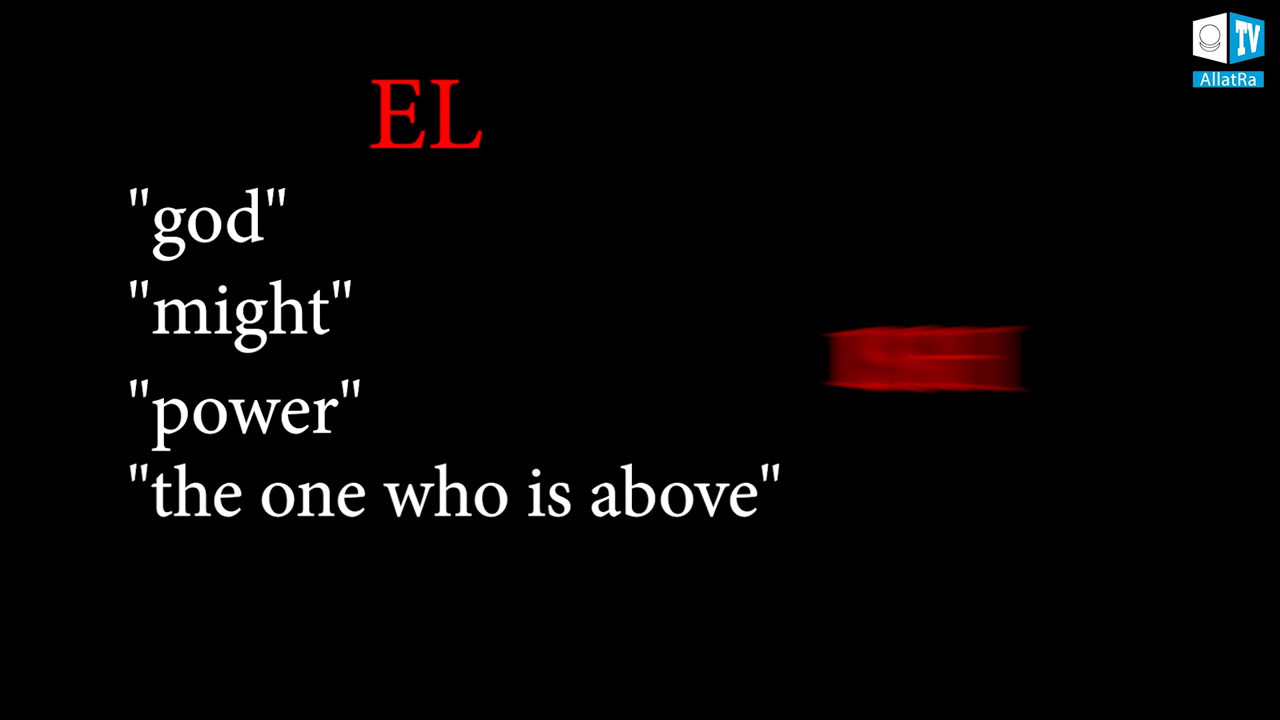 TV
AllatRa
EL
"god"
"might"
"power"
"the one who is above"